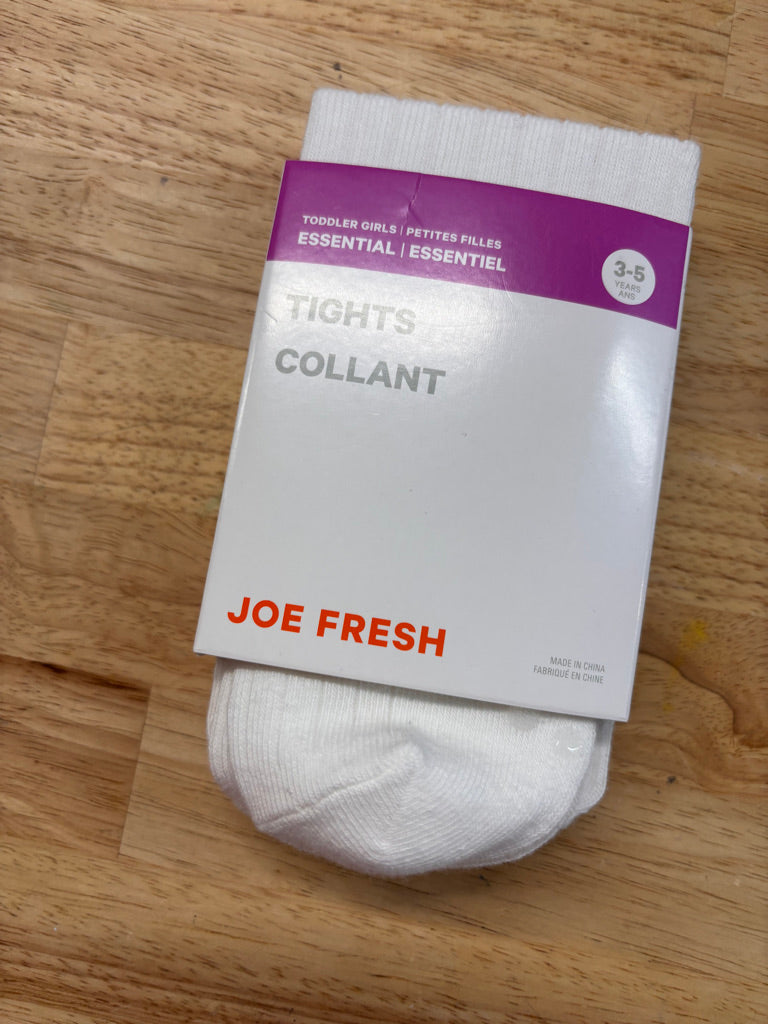 TODDLER GIRLS | PETITES FILLES
ESSENTIAL | ESSENTIEL
3-5
YEARS
ANS
TIGHTS
COLLANT
JOE FRESH
MADE IN CHINA
FABRIQUÉ EN CHINE